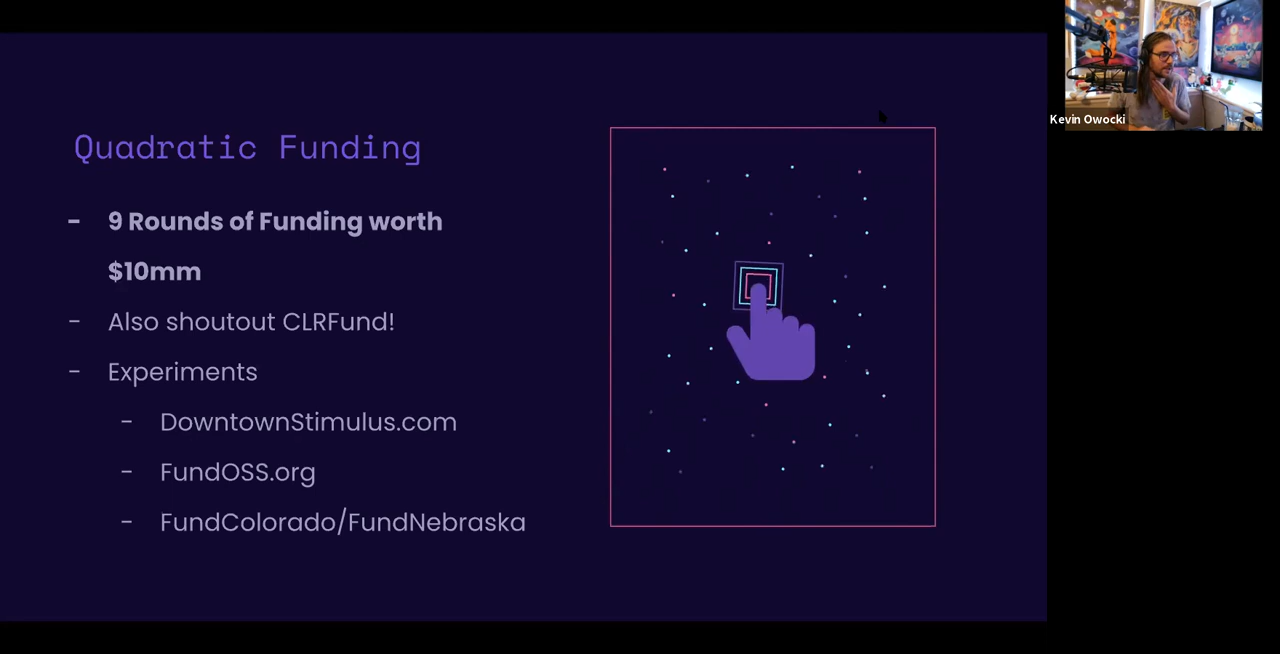 Quadratic Funding
- 9 Rounds of Funding worth
$10mm
- Also shoutout CLRFund!
- Experiments
- DowntownStimulus.com
- FundOSS.org
- FundColorado/FundNebraska
Kevin Owocki